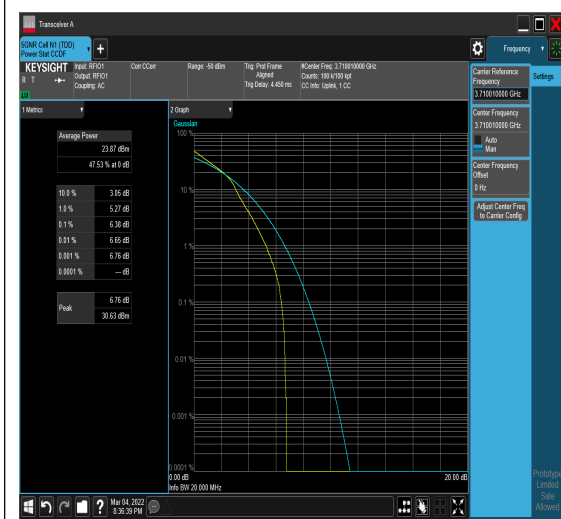 Transceiver A
5GNR Cell N1 (TDD)
Power Stat CCDF
Frequency
KEYSIGHT
R T
LXI
Input: RFIO1
Output: RFIO1
Coupling: AC
Corr CCorr
Range: -50 dBm
Trig: Prot Frame
Aligned
Trig Delay: 4.450 ms
#Center Freq: 3.710010000 GHz
Counts: 100 k/100 kpt
CC Info: Uplink, 1 CC
Carrier Reference
Frequency
3.710010000 GHz
Settings
Center Frequency
3.710010000 GHz
Auto
Man
Center Frequency
Offset
0 Hz
Adjust Center Freq
to Carrier Config
1 Metrics
Average Power
23.87 dBm
47.53 % at 0 dB
10.0 % 3.05 dB
1.0 % 5.27 dB
0.1 % 6.38 dB
0.01 % 6.65 dB
0.001 % 6.76 dB
0.0001 % --- dB
Peak
6.76 dB
30.63 dBm
2 Graph
Gaussian
100 %
10 %
1 %
0.1 %
0.01 %
0.001 %
0.0001 %
0.00 dB
20.00 dB
Info BW 20.000 MHz
Prototype
Limited
Sale
Allowed
?
Mar 04, 2022
8:36:39 PM